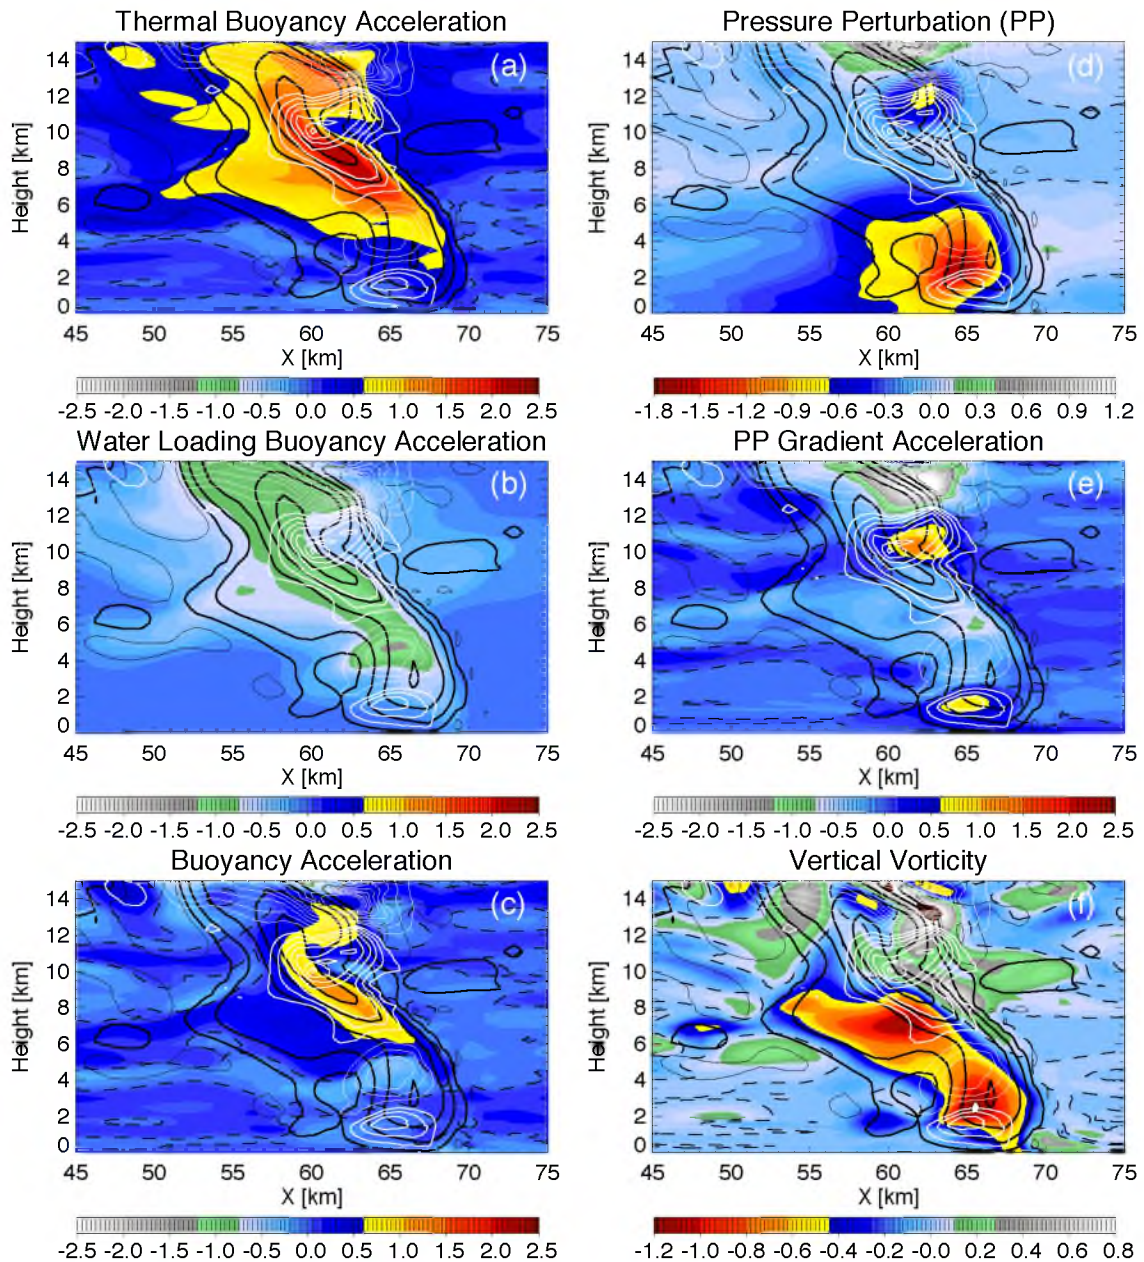 Thermal Buoyancy Acceleration
(a)
Height [km]
14
12
10
8
6
4
2
0
45 50 55 60 65 70 75
X [km]
-2.5 -2.0 -1.5 -1.0 -0.5 0.0 0.5 1.0 1.5 2.0 2.5
Pressure Perturbation (PP)
(d)
Height [km]
14
12
10
8
6
4
2
0
45 50 55 60 65 70 75
X [km]
-1.8 -1.5 -1.2 -0.9 -0.6 -0.3 0.0 0.3 0.6 0.9 1.2
Water Loading Buoyancy Acceleration
(b)
Height [km]
14
12
10
8
6
4
2
0
45 50 55 60 65 70 75
X [km]
-2.5 -2.0 -1.5 -1.0 -0.5 0.0 0.5 1.0 1.5 2.0 2.5
PP Gradient Acceleration
(e)
Height [km]
14
12
10
8
6
4
2
0
45 50 55 60 65 70 75
X [km]
-2.5 -2.0 -1.5 -1.0 -0.5 0.0 0.5 1.0 1.5 2.0 2.5
Buoyancy Acceleration
(c)
Height [km]
14
12
10
8
6
4
2
0
45 50 55 60 65 70 75
X [km]
-2.5 -2.0 -1.5 -1.0 -0.5 0.0 0.5 1.0 1.5 2.0 2.5
Vertical Vorticity
(f)
Height [km]
14
12
10
8
6
4
2
0
45 50 55 60 65 70 75
X [km]
-1.2 -1.0 -0.8 -0.6 -0.4 -0.2 -0.0 0.2 0.4 0.6 0.8